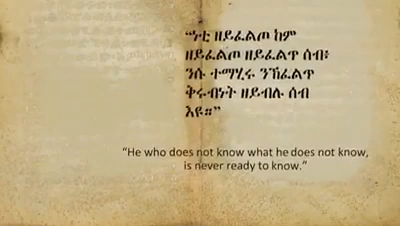 “ነቲ ዘይፈልጦ ከም
ዘይፈልጦ ዘይፈልጥ ሰብ፥
ንሱ ተማሂሩ ንኽፈልጥ
ቅሩብነት ዘይብሉ ሰብ
እዩ።”
“He who does not know what he does not know,
is never ready to know.”